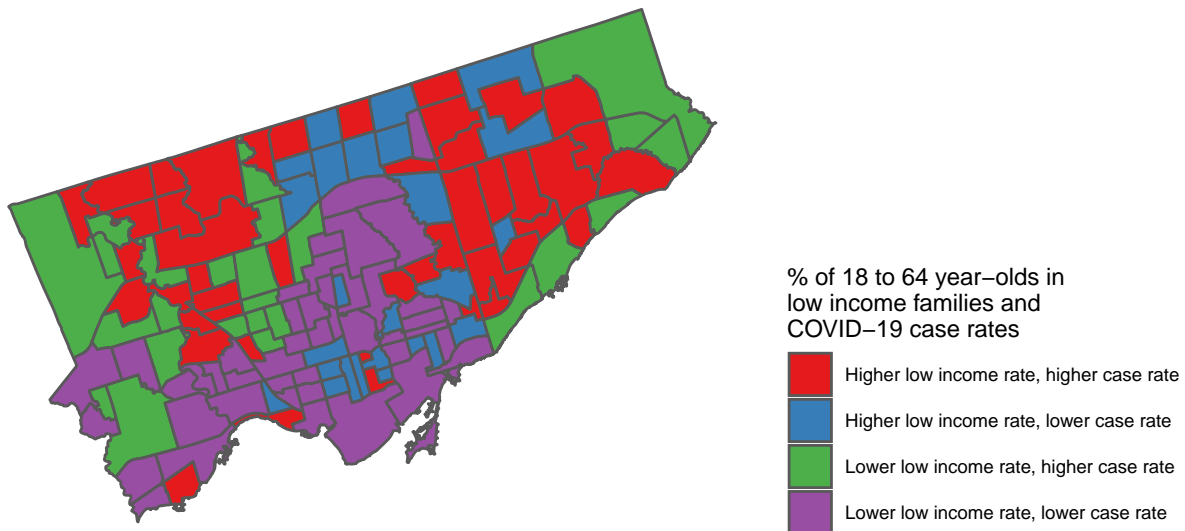 % of 18 to 64 year−olds in
low income families and
COVID−19 case rates
Higher low income rate, higher case rate
Higher low income rate, lower case rate
Lower low income rate, higher case rate
Lower low income rate, lower case rate